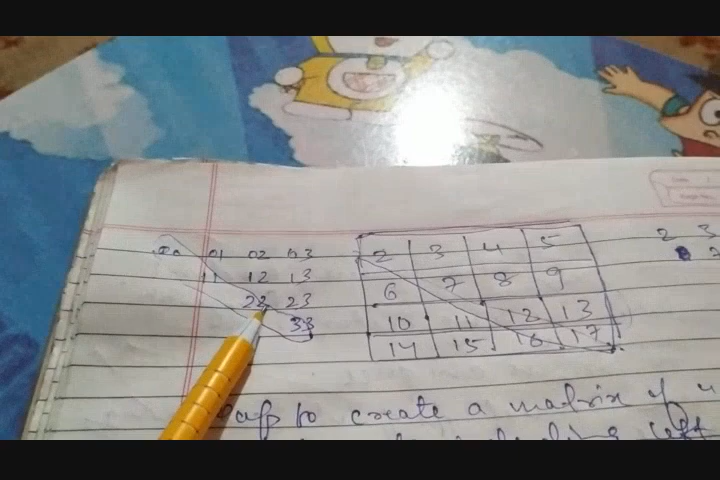 00 01 02 03
11 12 13
22 23
33
2 3 4 5
6 7 8 9
10 11 12 13
14 15 16 17
2 3
to create a matrix of
left